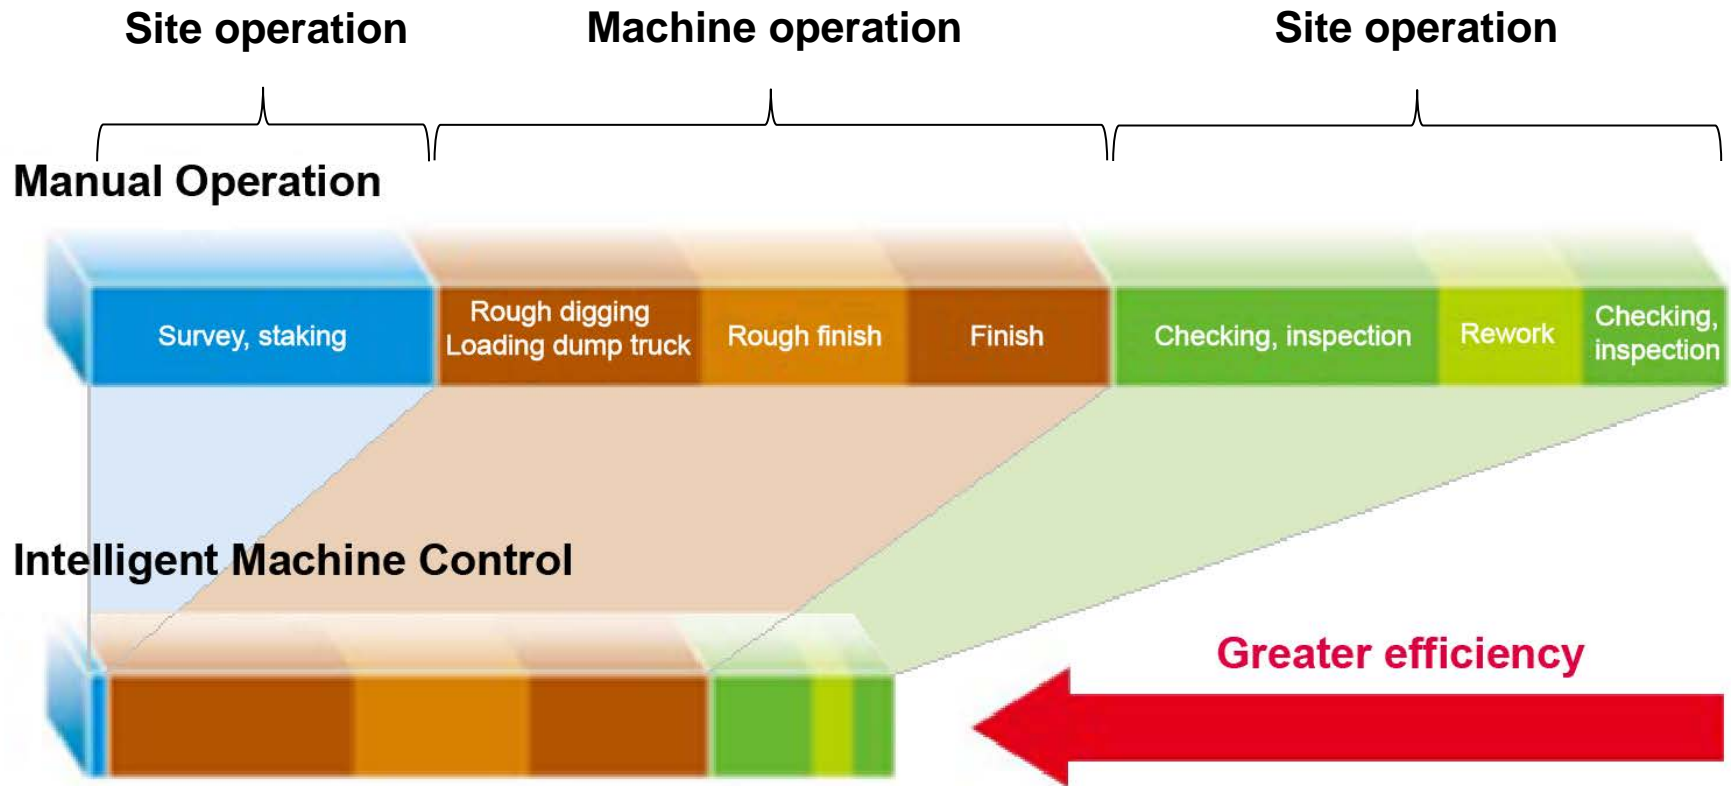 Site operation
Machine operation
Site operation
Manual Operation
Survey, staking
Rough digging
Loading dump truck
Rough finish
Finish
Checking, inspection
Rework
Checking,
inspection
Intelligent Machine Control
Greater efficiency